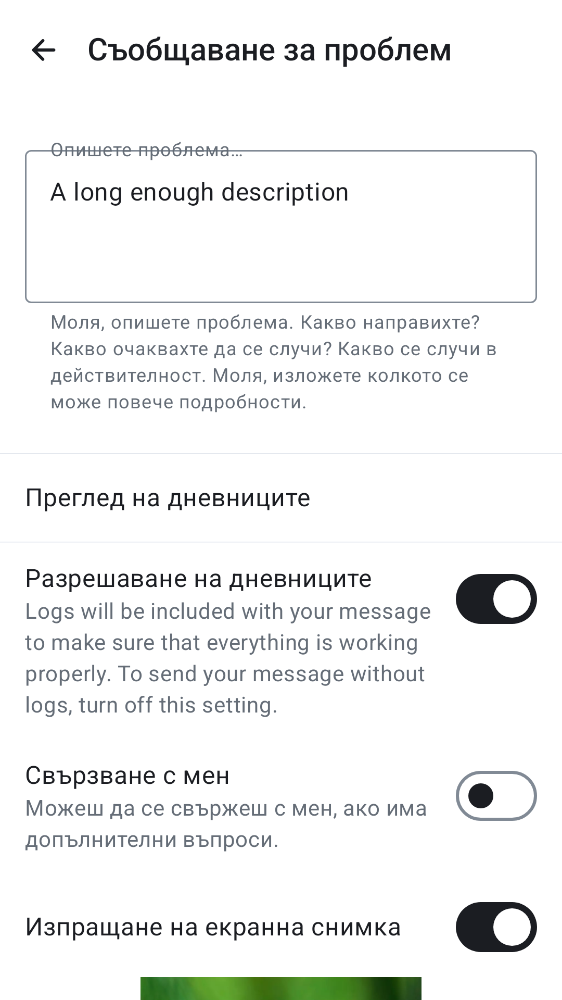 Съобщаване за проблем
Опишете проблема…
A long enough description
Моля, опишете проблема. Какво направихте?
Какво очаквахте да се случи? Какво се случи в
действителност. Моля, изложете колкото се
може повече подробности.
Преглед на дневниците
Разрешаване на дневниците
Logs will be included with your message
to make sure that everything is working
properly. To send your message without
logs, turn off this setting.
Свързване с мен
Можеш да се свържеш с мен, ако има
допълнителни въпроси.
Изпращане на екранна снимка